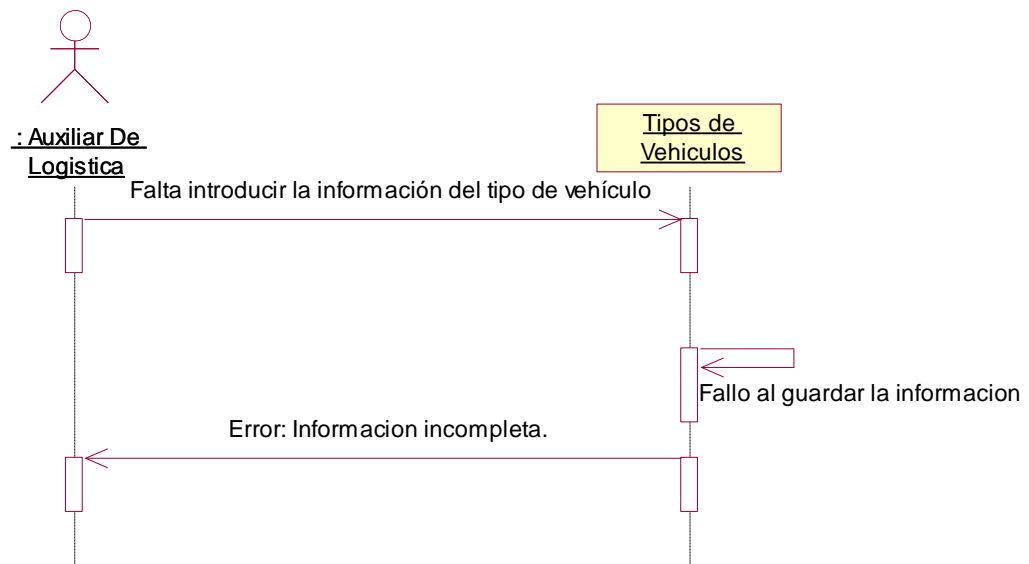 : Auxiliar De
Logistica
Tipos de
Vehiculos
Falta introducir la información del tipo de vehículo
Fallo al guardar la informacion
Error: Informacion incompleta.